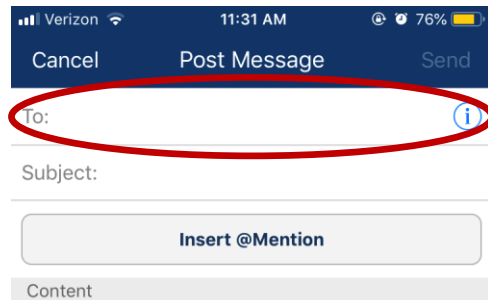 Verizon 11:31 AM 76%
Cancel Post Message Send
To: i
Subject:
Insert @Mention
Content